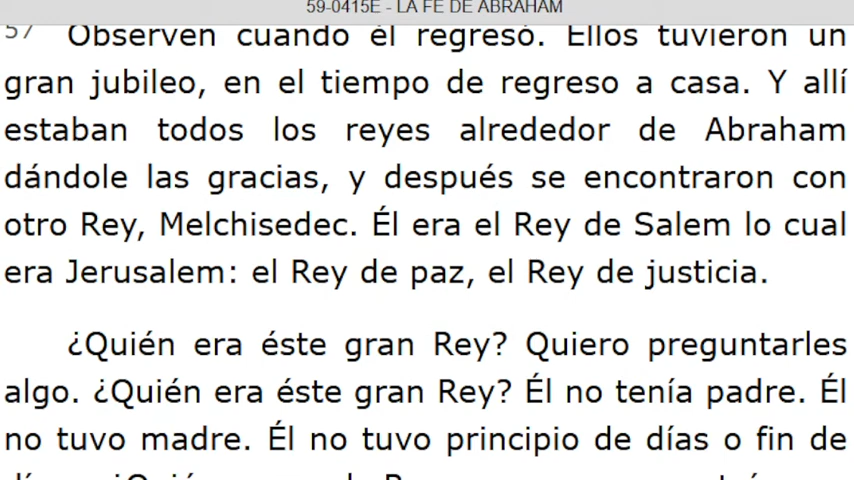 59-0415E - LA FE DE ABRAHAM
57 Observen cuando él regresó. Ellos tuvieron un
gran jubileo, en el tiempo de regreso a casa. Y allí
estaban todos los reyes alrededor de Abraham
dándole las gracias, y después se encontraron con
otro Rey, Melchisedec. Él era el Rey de Salem lo cual
era Jerusalem: el Rey de paz, el Rey de justicia.
¿Quién era éste gran Rey? Quiero preguntarles
algo. ¿Quién era éste gran Rey? Él no tenía padre. Él
no tuvo madre. Él no tuvo principio de días o fin de